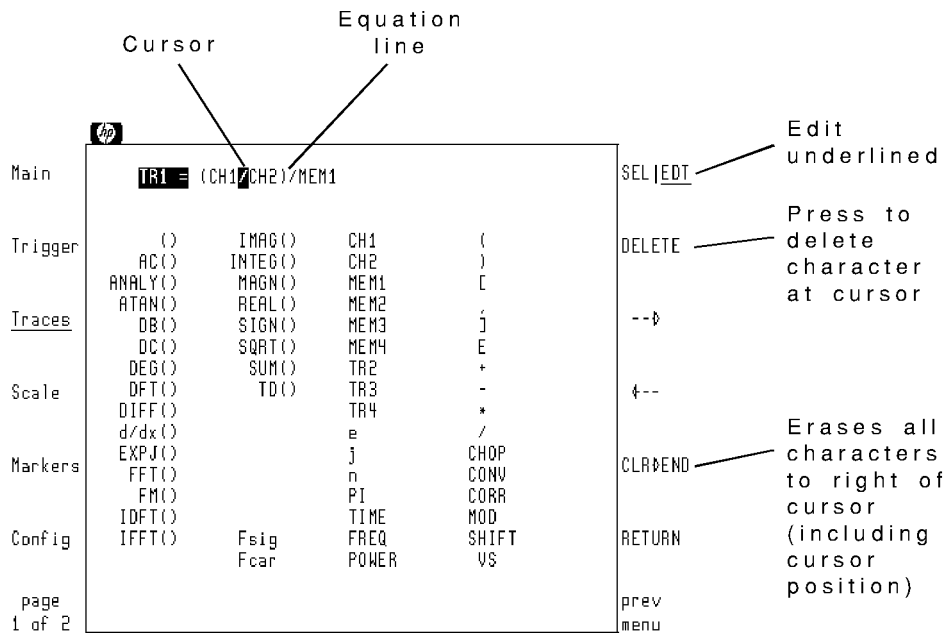 Cursor
Equation
line
hp
Main
Trigger
Traces
Scale
Markers
Config
page
1 of 2
TR1 = (CH1/CH2)/MEM1
() IMAG() CH1 (
AC() INTEG() CH2 )
ANALY() MAGN() MEM1 [
ATAN() REAL() MEM2 ,
DB() SIGN() MEM3 ]
DC() SQRT() MEM4 E
DEG() SUM() TR2 +
DFT() TD() TR3 -
DIFF() TR4 *
d/dx() e /
EXPJ() j CHOP
FFT() n CONV
FM() PI CORR
IDFT() TIME MOD
IFFT() Fsig FREQ SHIFT
Fcar POWER VS
SEL|EDT
DELETE
-->
<--
CLR>END
RETURN
prev
menu
Edit
underlined
Press to
delete
character
at cursor
Erases all
characters
to right of
cursor
(including
cursor
position)